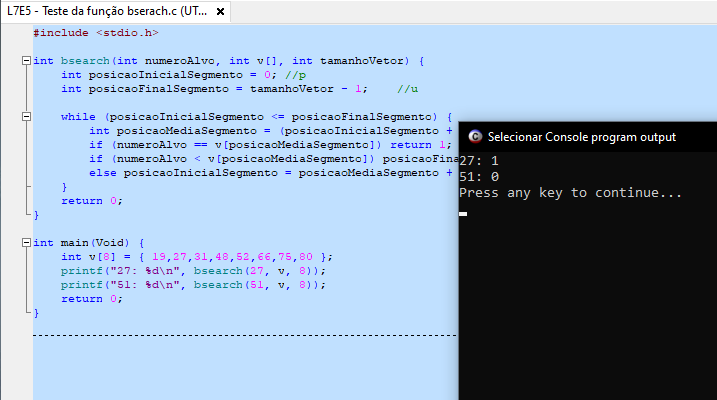 L7E5 - Teste da função bserach.c (UT...
#include <stdio.h>
int bsearch(int numeroAlvo, int v[], int tamanhoVetor) {
int posicaoInicialSegmento = 0; //p
int posicaoFinalSegmento = tamanhoVetor - 1; //u
while (posicaoInicialSegmento <= posicaoFinalSegmento) {
int posicaoMediaSegmento = (posicaoInicialSegmento +
if (numeroAlvo == v[posicaoMediaSegmento]) return 1;
if (numeroAlvo < v[posicaoMediaSegmento]) posicaoFina
else posicaoInicialSegmento = posicaoMediaSegmento +
}
return 0;
}
int main(Void) {
int v[8] = { 19,27,31,48,52,66,75,80 };
printf("27: %d\n", bsearch(27, v, 8));
printf("51: %d\n", bsearch(51, v, 8));
return 0;
}
Selecionar Console program output
27: 1
51: 0
Press any key to continue...